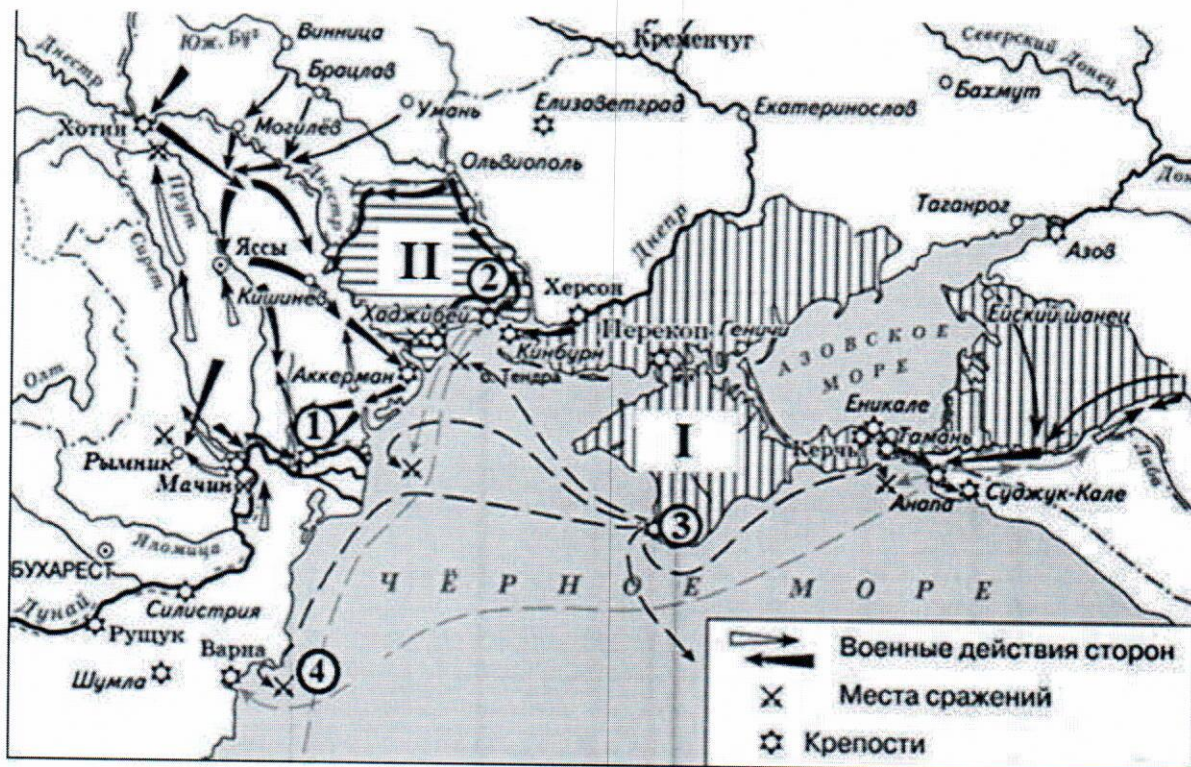 Днестр
Юж. Буг
Винница
Брацлав
Умань
Кременчуг
Северский Донец
Бахмут
Елизаветград
Екатеринослав
Хотин
Могилёв
Ольвиополь
Днестр
Прут
Сирет
Днепр
Таганрог
Азов
Яссы
II
2
Херсон
Кишинёв
Хаджибей
Кинбурн
Перекоп
Геничи
Ейский шанец
АЗОВСКОЕ
МОРЕ
Олт
Аккерман
о. Тендра
Еникале
1
I
Керчь
Тамань
Лаба
Рымник
Мачин
Анапа
Суджук-Кале
3
Яломица
БУХАРЕСТ
ЧЁРНОЕ МОРЕ
Силистрия
Дунай
Рущук
Варна
Шумла
4
Военные действия сторон
Места сражений
Крепости